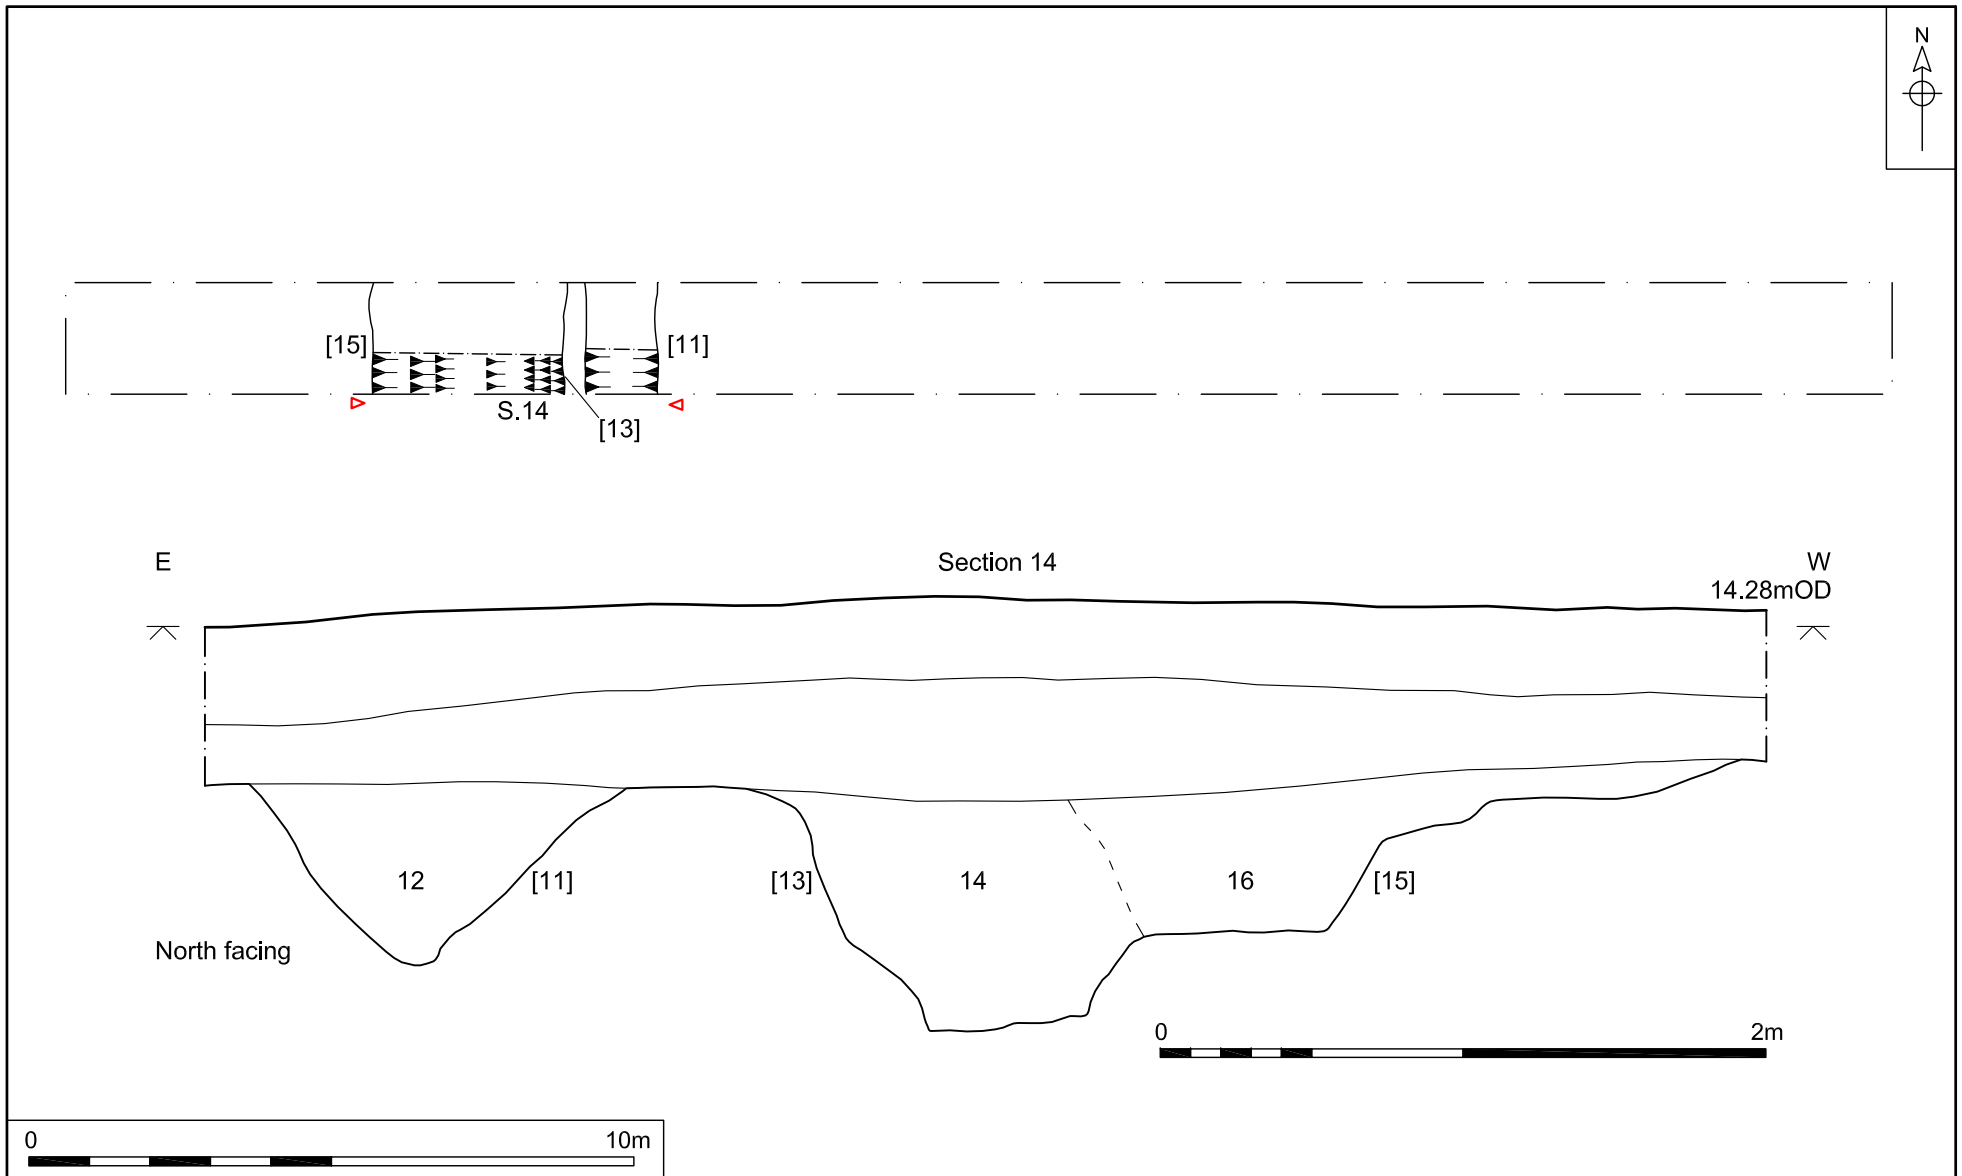 N
[15]
[11]
S.14
[13]
E
Section 14
W
14.28mOD
12
[11]
[13]
14
16
[15]
North facing
0
2m
0
10m